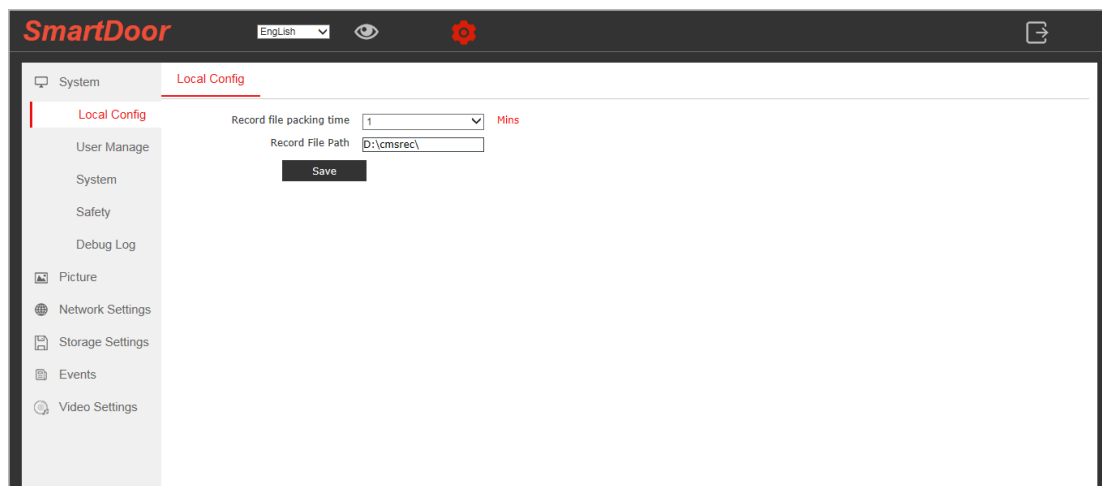 SmartDoor EngLish
System
Local Config
User Manage
System
Safety
Debug Log
Picture
Network Settings
Storage Settings
Events
Video Settings
Local Config
Record file packing time 1 Mins
Record File Path D:\cmsrec\
Save